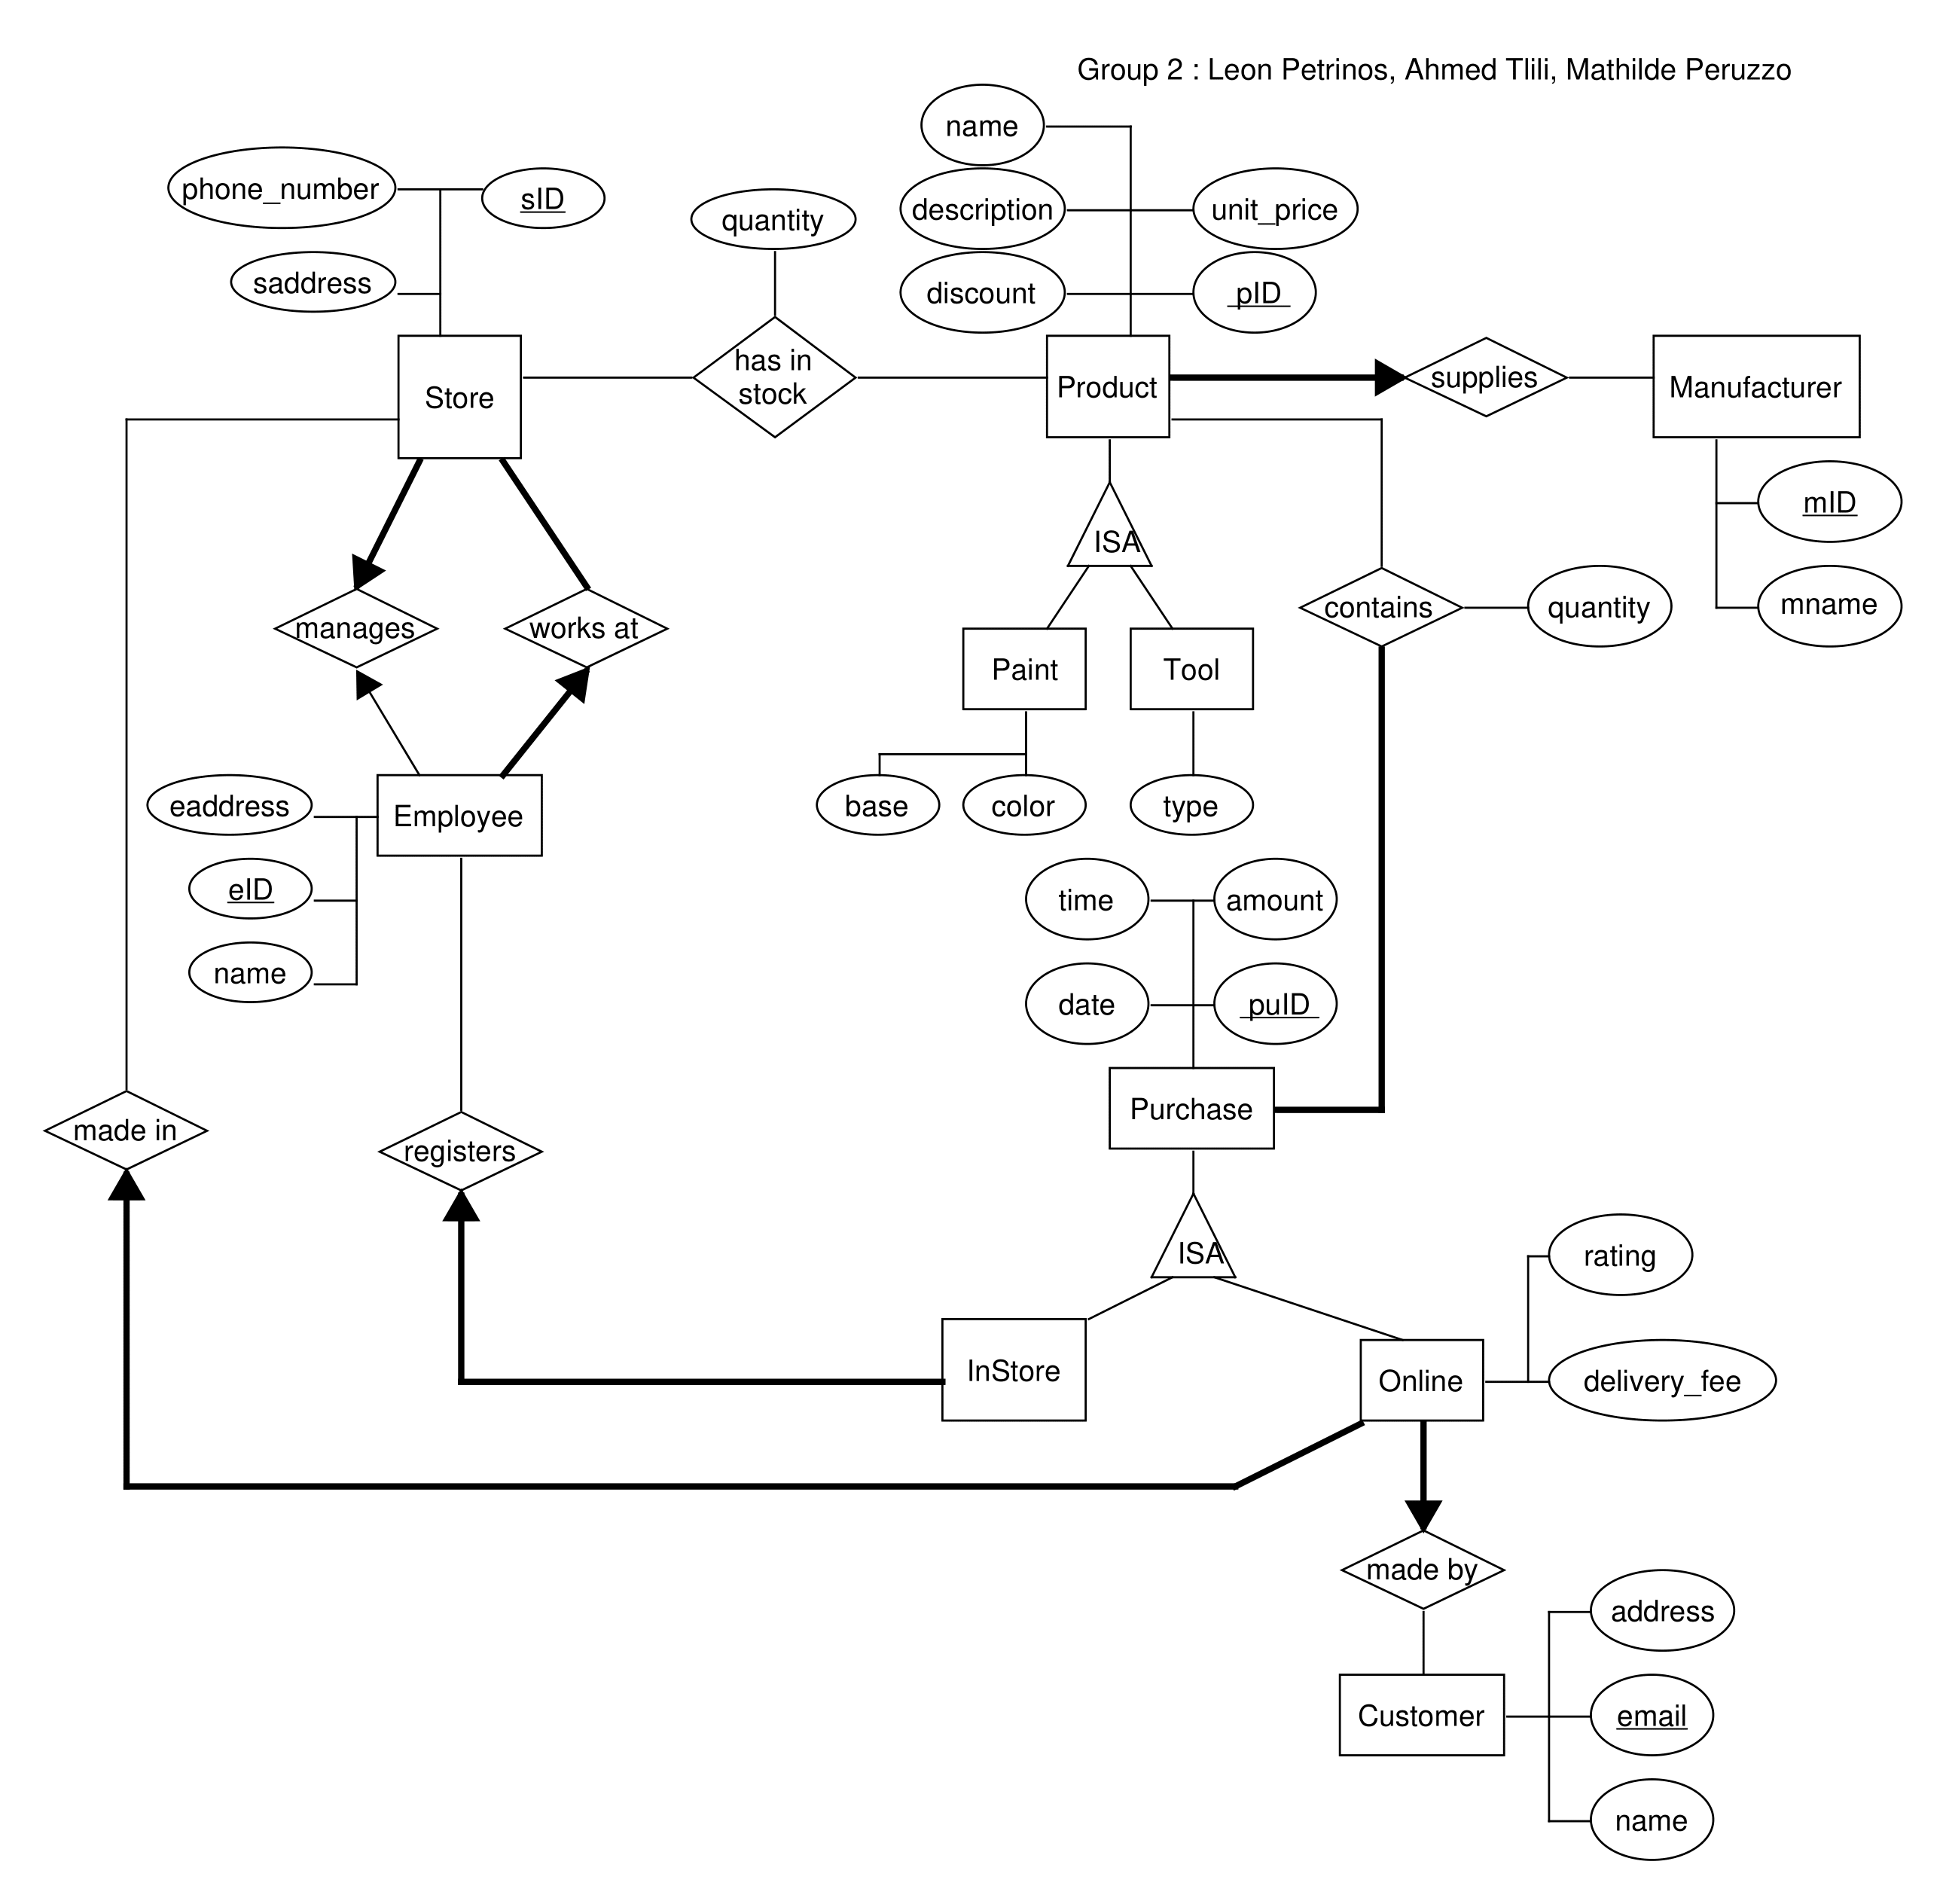 Group 2 : Leon Petrinos, Ahmed Tlili, Mathilde Peruzzo
name
phone_number
sID
quantity
description
unit_price
saddress
discount
pID
Store
has in
stock
Product
supplies
Manufacturer
mID
ISA
manages
works at
contains
quantity
mname
Paint
Tool
eaddress
Employee
base
color
type
eID
time
amount
name
date
puID
made in
registers
Purchase
ISA
rating
InStore
Online
delivery_fee
made by
address
Customer
email
name